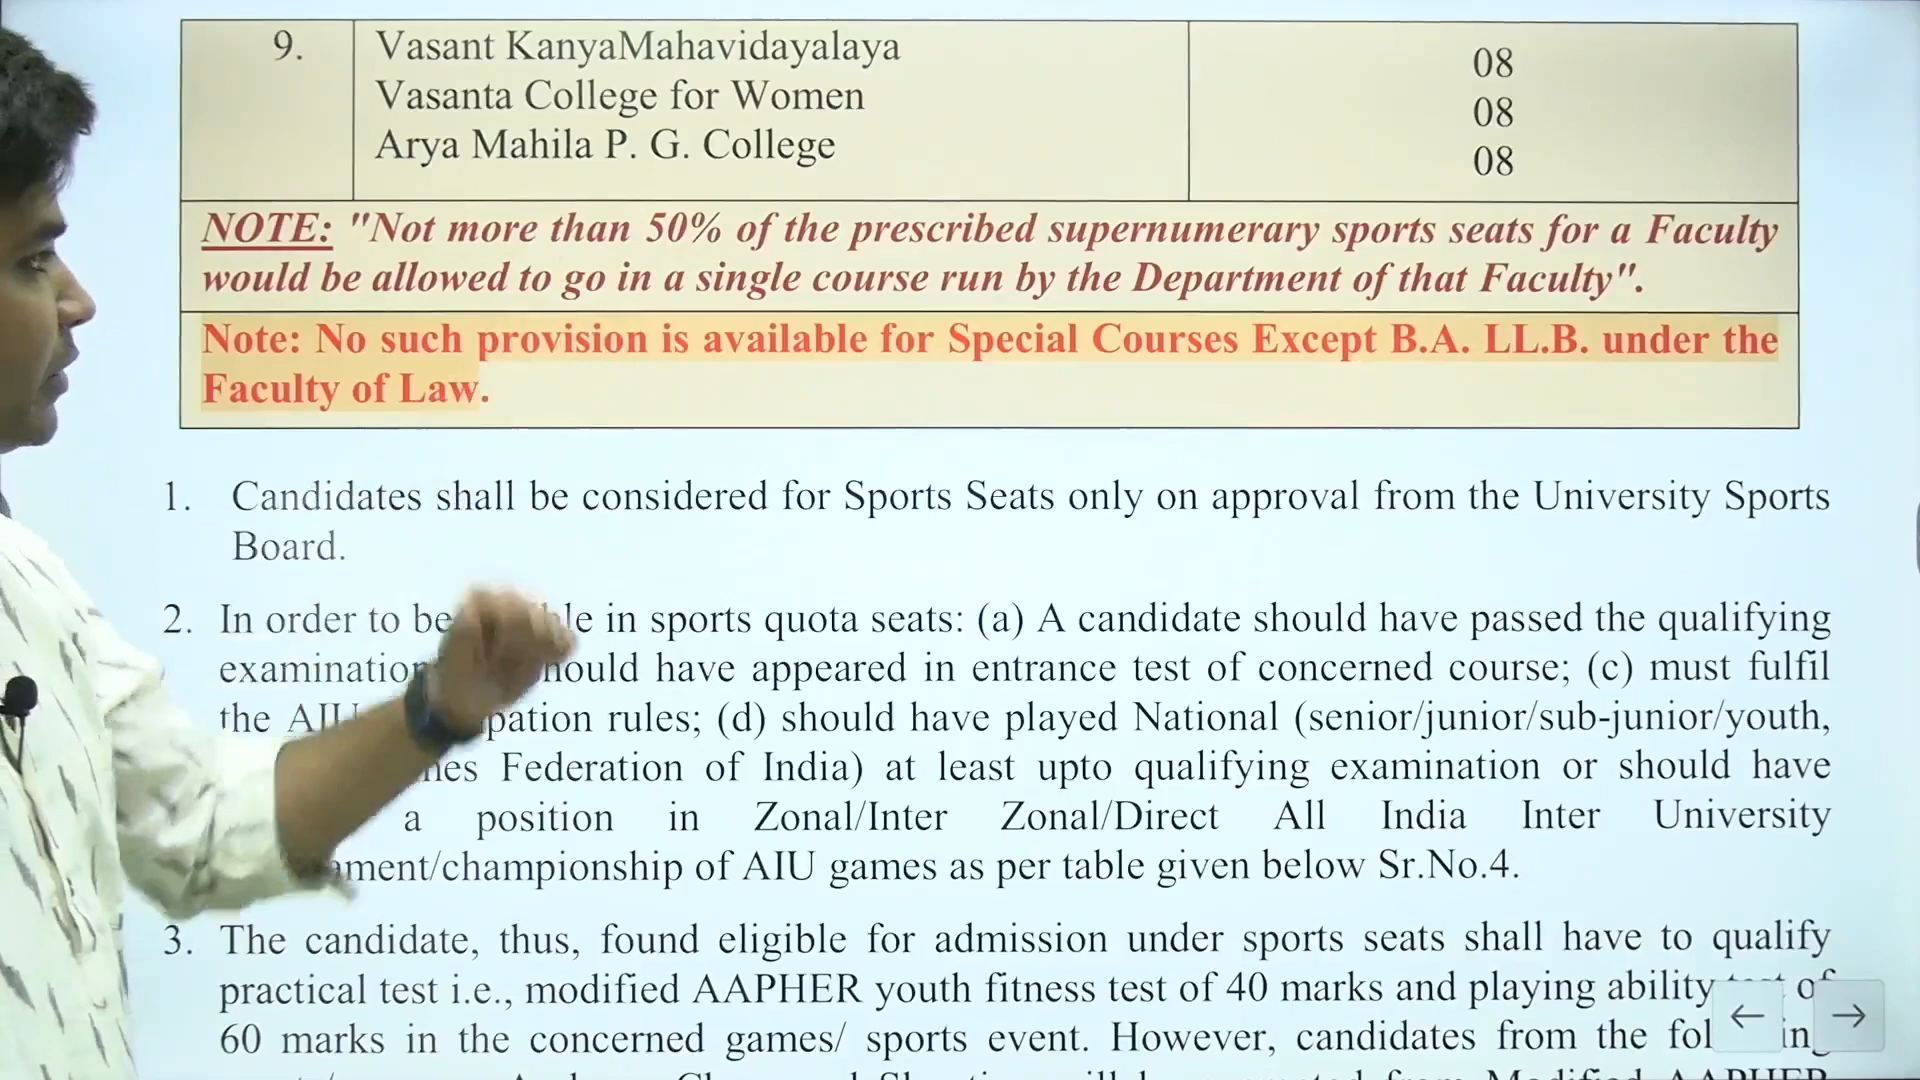 9. Vasant KanyaMahavidayalaya 08
Vasanta College for Women 08
Arya Mahila P. G. College 08
NOTE: "Not more than 50% of the prescribed supernumerary sports seats for a Faculty
would be allowed to go in a single course run by the Department of that Faculty".
Note: No such provision is available for Special Courses Except B.A. LL.B. under the
Faculty of Law.
1. Candidates shall be considered for Sports Seats only on approval from the University Sports
Board.
2. In order to be in sports quota seats: (a) A candidate should have passed the qualifying
should have appeared in entrance test of concerned course; (c) must fulfil
the rules; (d) should have played National (senior/junior/sub-junior/youth,
Federation of India) at least upto qualifying examination or should have
a position in Zonal/Inter Zonal/Direct All India Inter University
of AIU games as per table given below Sr.No.4.
3. The candidate, thus, found eligible for admission under sports seats shall have to qualify
practical test i.e., modified AAPHER youth fitness test of 40 marks and playing ability of
60 marks in the concerned games/ sports event. However, candidates from the